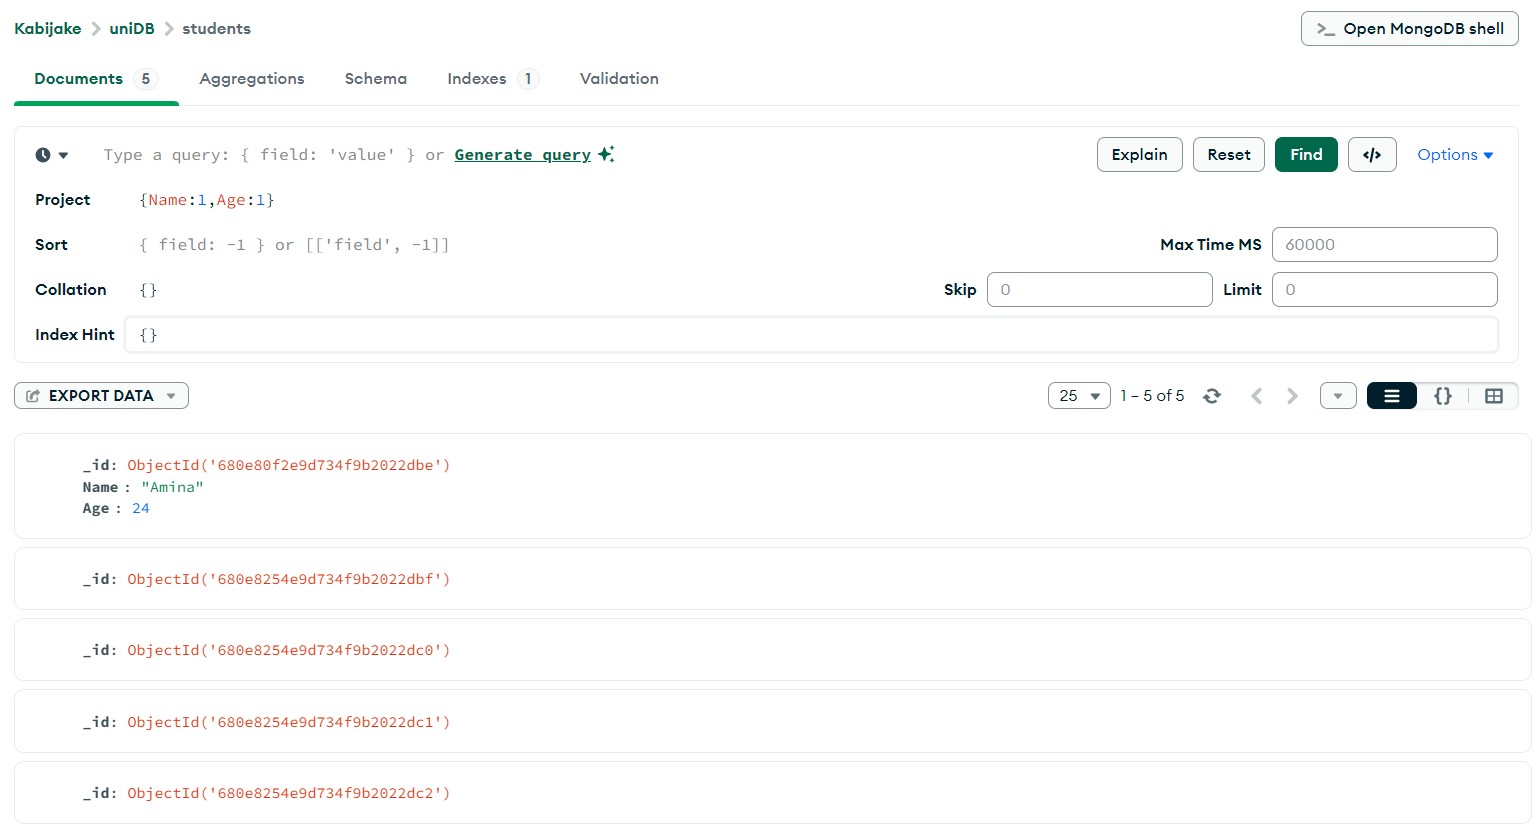 Kabijake > uniDB > students
>_ Open MongoDB shell
Documents 5 Aggregations Schema Indexes 1 Validation
Type a query: { field: 'value' } or Generate query
Explain Reset Find </> Options
Project {Name:1,Age:1}
Sort { field: -1 } or [['field', -1]] Max Time MS 60000
Collation {} Skip 0 Limit 0
Index Hint {}
EXPORT DATA 25 1 – 5 of 5 {}
_id: ObjectId('680e80f2e9d734f9b2022dbe')
Name : "Amina"
Age : 24
_id: ObjectId('680e8254e9d734f9b2022dbf')
_id: ObjectId('680e8254e9d734f9b2022dc0')
_id: ObjectId('680e8254e9d734f9b2022dc1')
_id: ObjectId('680e8254e9d734f9b2022dc2')